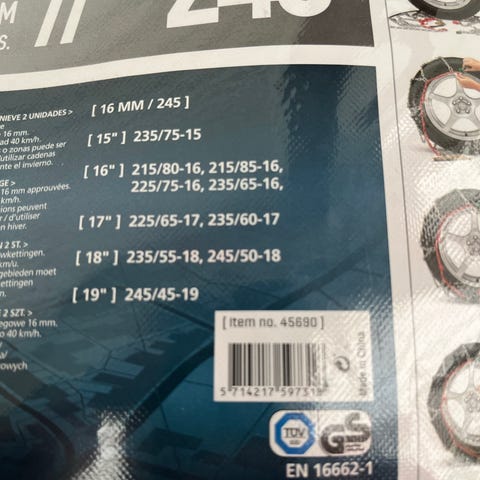 M
//
245
S.
NIEVE 2 UNIDADES >
e
e 16 mm.
ad 40 km/h.
s o zonas puede ser
utilizar cadenas
nte el invierno.
[ 16 MM / 245 ]
[ 15" ] 235/75-15
[ 16" ] 215/80-16, 215/85-16,
225/75-16, 235/65-16,
GE >
16 mm approuvées.
km/h.
ions peuvent
r / d'utiliser
n hiver.
[ 17" ] 225/65-17, 235/60-17
N 2 ST. >
wkettingen.
km/u.
gebieden moet
kettingen
n.
[ 18" ] 235/55-18, 245/50-18
[ 19" ] 245/45-19
E 2 SZT. >
egowe 16 mm.
o 40 km/h.
a/
owych
[ Item no. 45690 ]
5 714217 59731
Made in China
TÜV
GS
EN 16662-1